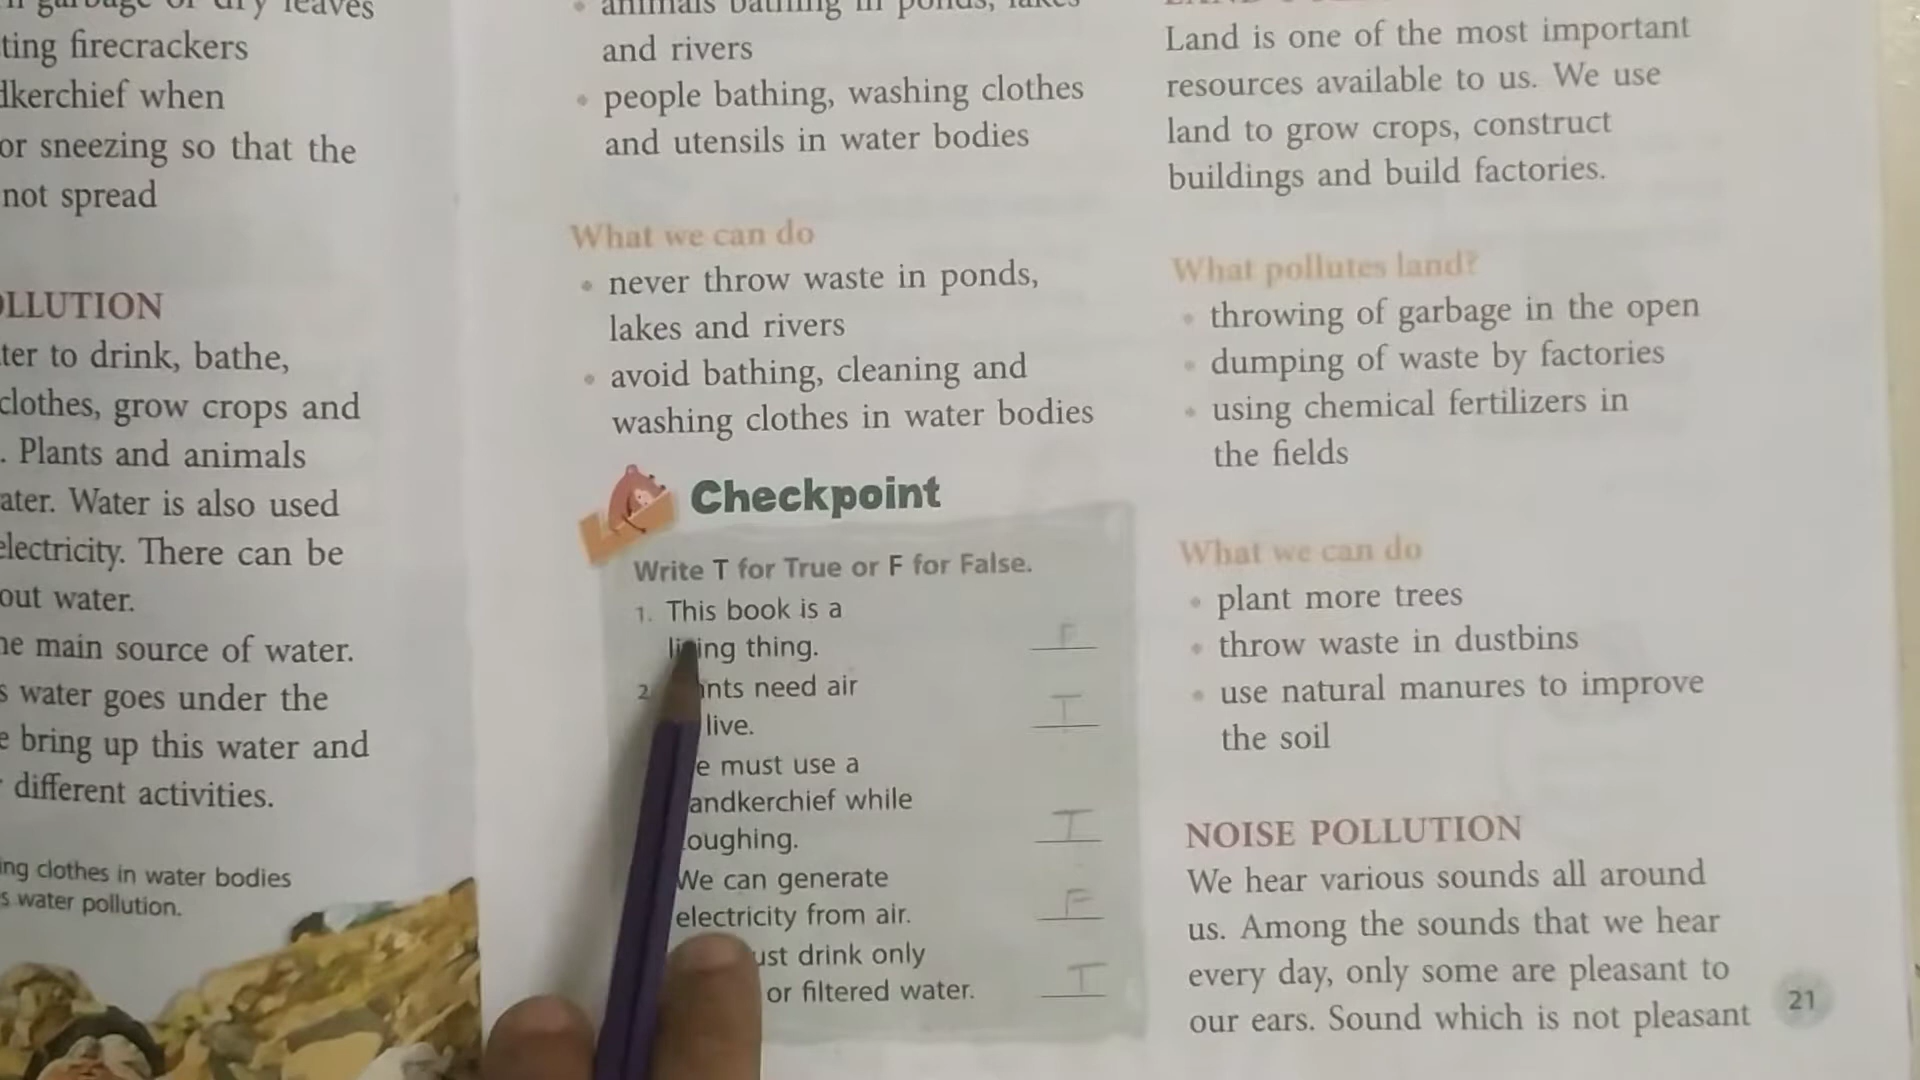 garbage or dry leaves
ting firecrackers
dkerchief when
or sneezing so that the
not spread
OLLUTION
ter to drink, bathe,
clothes, grow crops and
. Plants and animals
ater. Water is also used
electricity. There can be
out water.
he main source of water.
s water goes under the
e bring up this water and
different activities.
ing clothes in water bodies
s water pollution.
• animals bathing in ponds, lakes
and rivers
• people bathing, washing clothes
and utensils in water bodies
What we can do
• never throw waste in ponds,
lakes and rivers
• avoid bathing, cleaning and
washing clothes in water bodies
Checkpoint
Write T for True or F for False.
1. This book is a
living thing. F
2 nts need air
live. T
e must use a
andkerchief while
oughing. T
We can generate
electricity from air. F
ust drink only
or filtered water. T
Land is one of the most important
resources available to us. We use
land to grow crops, construct
buildings and build factories.
What pollutes land?
• throwing of garbage in the open
• dumping of waste by factories
• using chemical fertilizers in
the fields
What we can do
• plant more trees
• throw waste in dustbins
• use natural manures to improve
the soil
NOISE POLLUTION
We hear various sounds all around
us. Among the sounds that we hear
every day, only some are pleasant to
our ears. Sound which is not pleasant
21